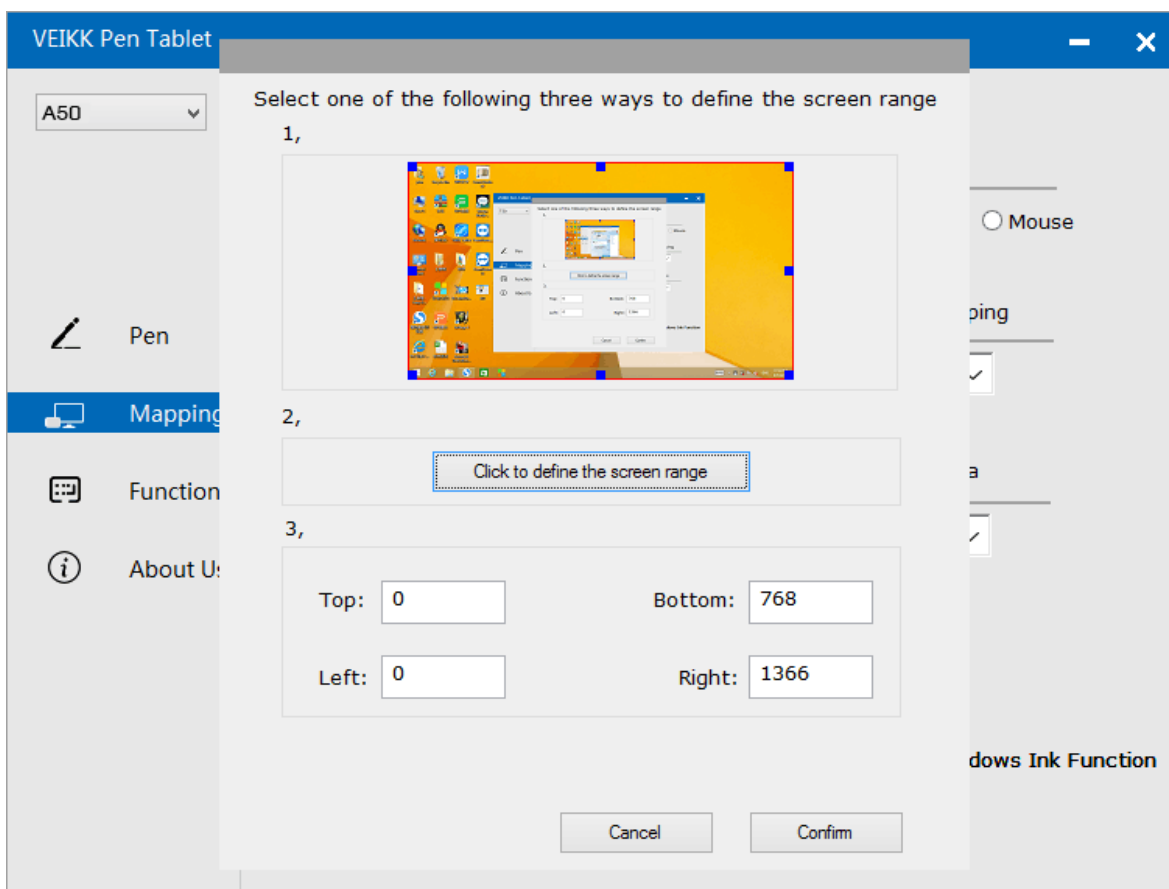 VEIKK Pen Tablet
A50
Select one of the following three ways to define the screen range
1,
Mouse
ping
Pen
Mapping
2,
Click to define the screen range
a
Function
3,
About Us
Top: 0 Bottom: 768
Left: 0 Right: 1366
dows Ink Function
Cancel Confirm